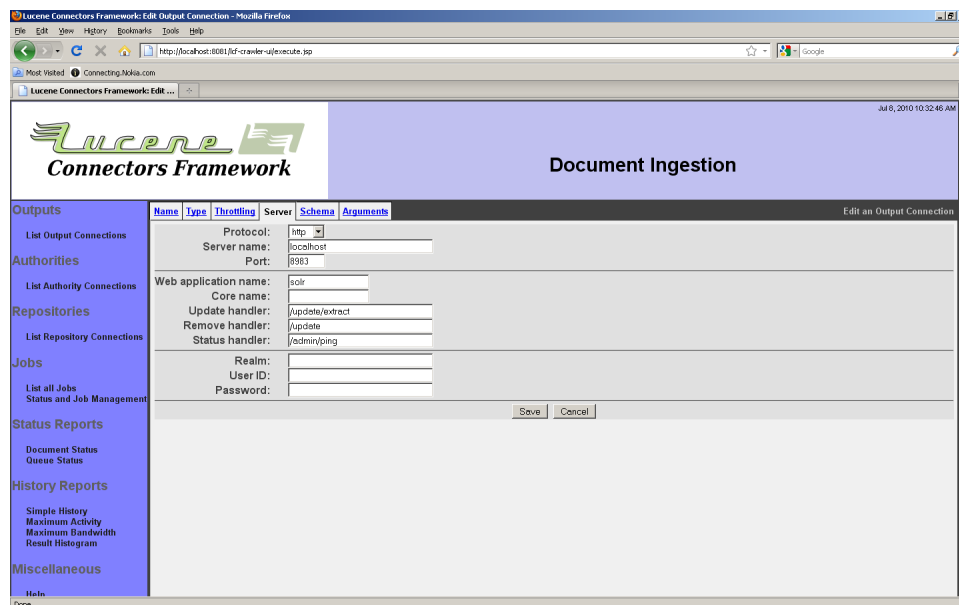 Lucene Connectors Framework: Edit Output Connection - Mozilla Firefox
File Edit View History Bookmarks Tools Help
http://localhost:8081/lcf-crawler-ui/execute.jsp
Google
Most Visited Connecting.Nokia.com
Lucene Connectors Framework: Edit ...
Jul 8, 2010 10:32:46 AM
Lucene
Connectors Framework
Document Ingestion
Outputs
List Output Connections
Authorities
List Authority Connections
Repositories
List Repository Connections
Jobs
List all Jobs
Status and Job Management
Status Reports
Document Status
Queue Status
History Reports
Simple History
Maximum Activity
Maximum Bandwidth
Result Histogram
Miscellaneous
Help
Name Type Throttling Server Schema Arguments
Edit an Output Connection
Protocol: http
Server name: localhost
Port: 8983
Web application name: solr
Core name:
Update handler: /update/extract
Remove handler: /update
Status handler: /admin/ping
Realm:
User ID:
Password:
Save Cancel
Done